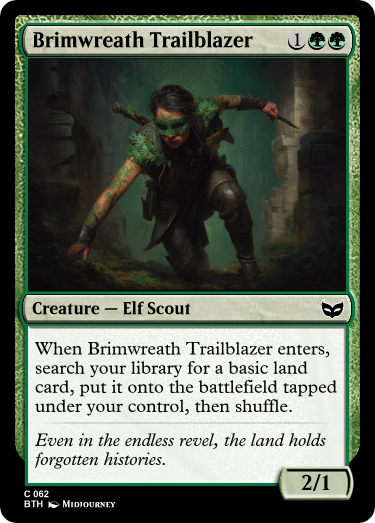 Brimwreath Trailblazer 1
Creature — Elf Scout
When Brimwreath Trailblazer enters,
search your library for a basic land
card, put it onto the battlefield tapped
under your control, then shuffle.
Even in the endless revel, the land holds
forgotten histories.
2/1
C 062
BTH Midjourney